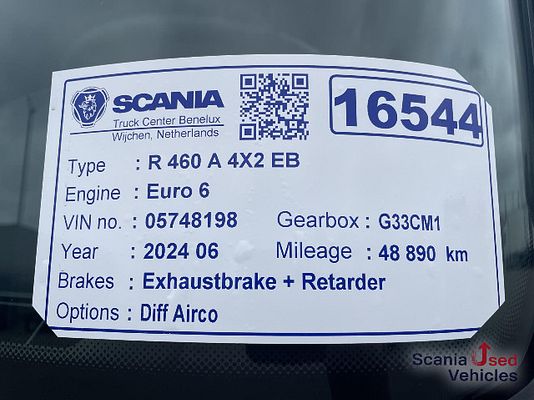 SCANIA
Truck Center Benelux
Wijchen, Netherlands
16544
Type : R 460 A 4X2 EB
Engine : Euro 6
VIN no. : 05748198 Gearbox : G33CM1
Year : 2024 06 Mileage : 48 890 km
Brakes : Exhaustbrake + Retarder
Options : Diff Airco
Scania Used
Vehicles